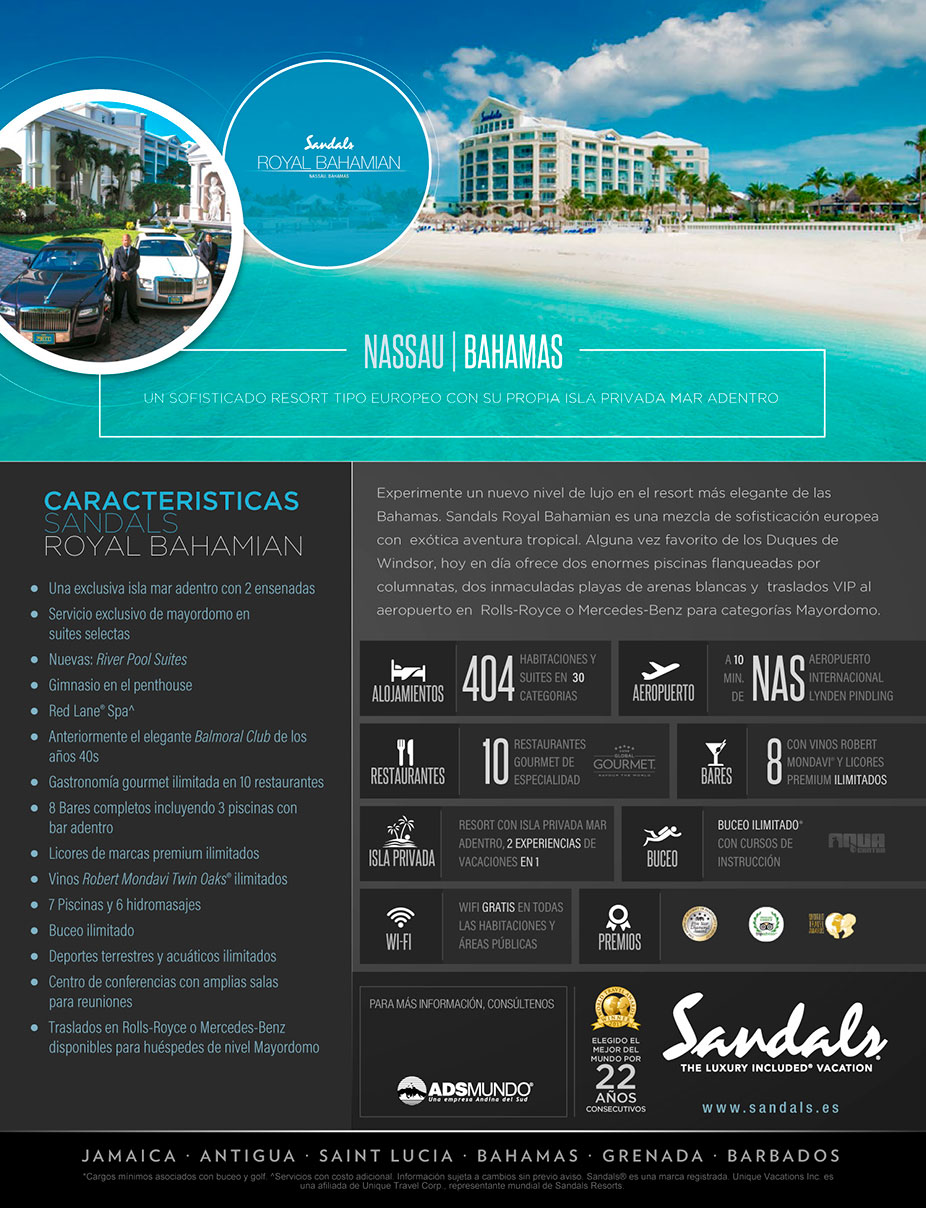 Sandals
ROYAL BAHAMIAN
NASSAU, BAHAMAS
NASSAU | BAHAMAS
UN SOFISTICADO RESORT TIPO EUROPEO CON SU PROPIA ISLA PRIVADA MAR ADENTRO
CARACTERISTICAS
SANDALS
ROYAL BAHAMIAN
• Una exclusiva isla mar adentro con 2 ensenadas
• Servicio exclusivo de mayordomo en
suites selectas
• Nuevas: River Pool Suites
• Gimnasio en el penthouse
• Red Lane® Spa^
• Anteriormente el elegante Balmoral Club de los
años 40s
• Gastronomía gourmet ilimitada en 10 restaurantes
• 8 Bares completos incluyendo 3 piscinas con
bar adentro
• Licores de marcas premium ilimitados
• Vinos Robert Mondavi Twin Oaks® ilimitados
• 7 Piscinas y 6 hidromasajes
• Buceo ilimitado
• Deportes terrestres y acuáticos ilimitados
• Centro de conferencias con amplias salas
para reuniones
• Traslados en Rolls-Royce o Mercedes-Benz
disponibles para huéspedes de nivel Mayordomo
Experimente un nuevo nivel de lujo en el resort más elegante de las
Bahamas. Sandals Royal Bahamian es una mezcla de sofisticación europea
con exótica aventura tropical. Alguna vez favorito de los Duques de
Windsor, hoy en día ofrece dos enormes piscinas flanqueadas por
columnatas, dos inmaculadas playas de arenas blancas y traslados VIP al
aeropuerto en Rolls-Royce o Mercedes-Benz para categorías Mayordomo.
ALOJAMIENTOS
404
HABITACIONES Y
SUITES EN 30
CATEGORIAS
AEROPUERTO
A 10
MIN.
DE
NAS
AEROPUERTO
INTERNACIONAL
LYNDEN PINDLING
RESTAURANTES
10
RESTAURANTES
GOURMET DE
ESPECIALIDAD
GLOBAL
GOURMET
BARES
8
CON VINOS ROBERT
MONDAVI® Y LICORES
PREMIUM ILIMITADOS
ISLA PRIVADA
RESORT CON ISLA PRIVADA MAR
ADENTRO, 2 EXPERIENCIAS DE
VACACIONES EN 1
BUCEO
BUCEO ILIMITADO*
CON CURSOS DE
INSTRUCCIÓN
AQUA
CENTER
WI-FI
WIFI GRATIS EN TODAS
LAS HABITACIONES Y
ÁREAS PÚBLICAS
PREMIOS
PARA MÁS INFORMACIÓN, CONSÚLTENOS
ADSMUNDO®
Una empresa Andina del Sud
WINNER
2017
ELEGIDO EL
MEJOR DEL
MUNDO POR
22
AÑOS
CONSECUTIVOS
Sandals®
THE LUXURY INCLUDED® VACATION
www.sandals.es
JAMAICA · ANTIGUA · SAINT LUCIA · BAHAMAS · GRENADA · BARBADOS
*Cargos mínimos asociados con buceo y golf. ^Servicios con costo adicional. Información sujeta a cambios sin previo aviso. Sandals® es una marca registrada. Unique Vacations Inc. es
una afiliada de Unique Travel Corp., representante mundial de Sandals Resorts.